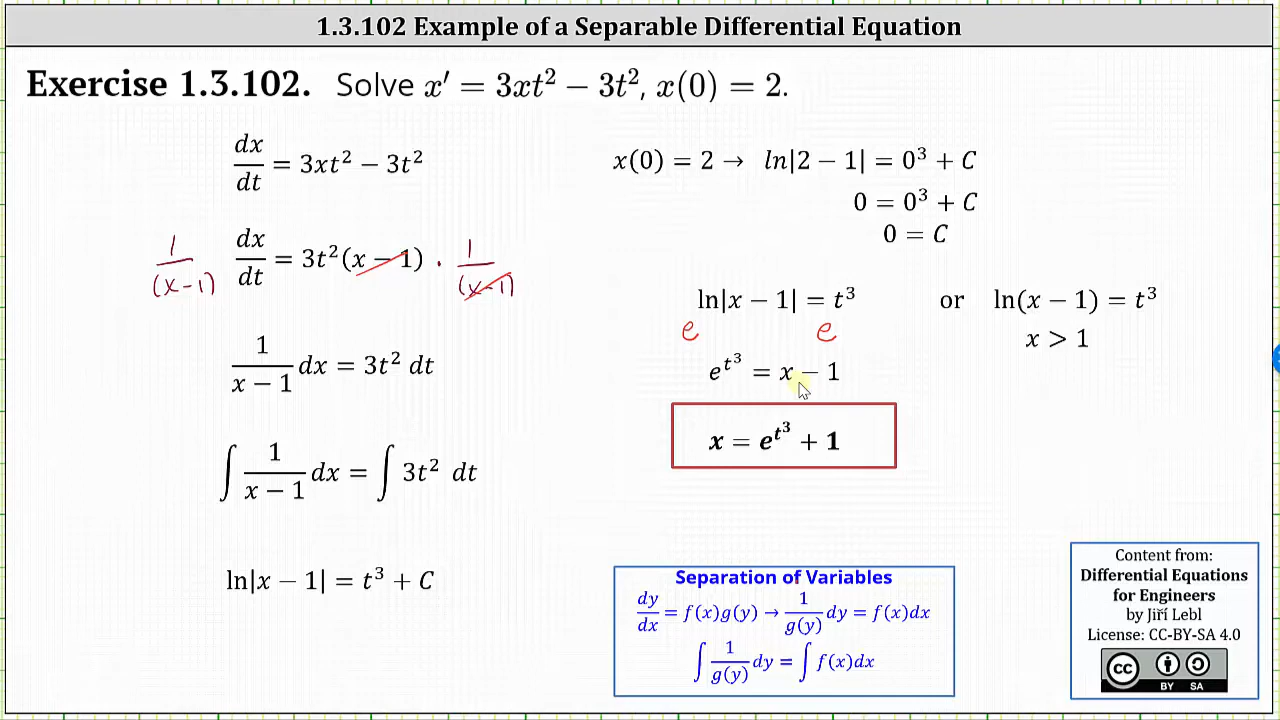 1.3.102 Example of a Separable Differential Equation
Exercise 1.3.102. Solve x′ = 3xt² − 3t², x(0) = 2.
dx/dt = 3xt² − 3t²
1/(x−1) dx/dt = 3t²(x − 1) · 1/(x−1)
1/(x − 1) dx = 3t² dt
∫ 1/(x − 1) dx = ∫ 3t² dt
ln|x − 1| = t³ + C
x(0) = 2 → ln|2 − 1| = 0³ + C
0 = 0³ + C
0 = C
ln|x − 1| = t³ or ln(x − 1) = t³
e e x > 1
e^{t³} = x − 1
x = e^{t³} + 1
Separation of Variables
dy/dx = f(x)g(y) → 1/g(y) dy = f(x)dx
∫ 1/g(y) dy = ∫ f(x)dx
Content from:
Differential Equations
for Engineers
by Jiří Lebl
License: CC-BY-SA 4.0
cc
BY SA